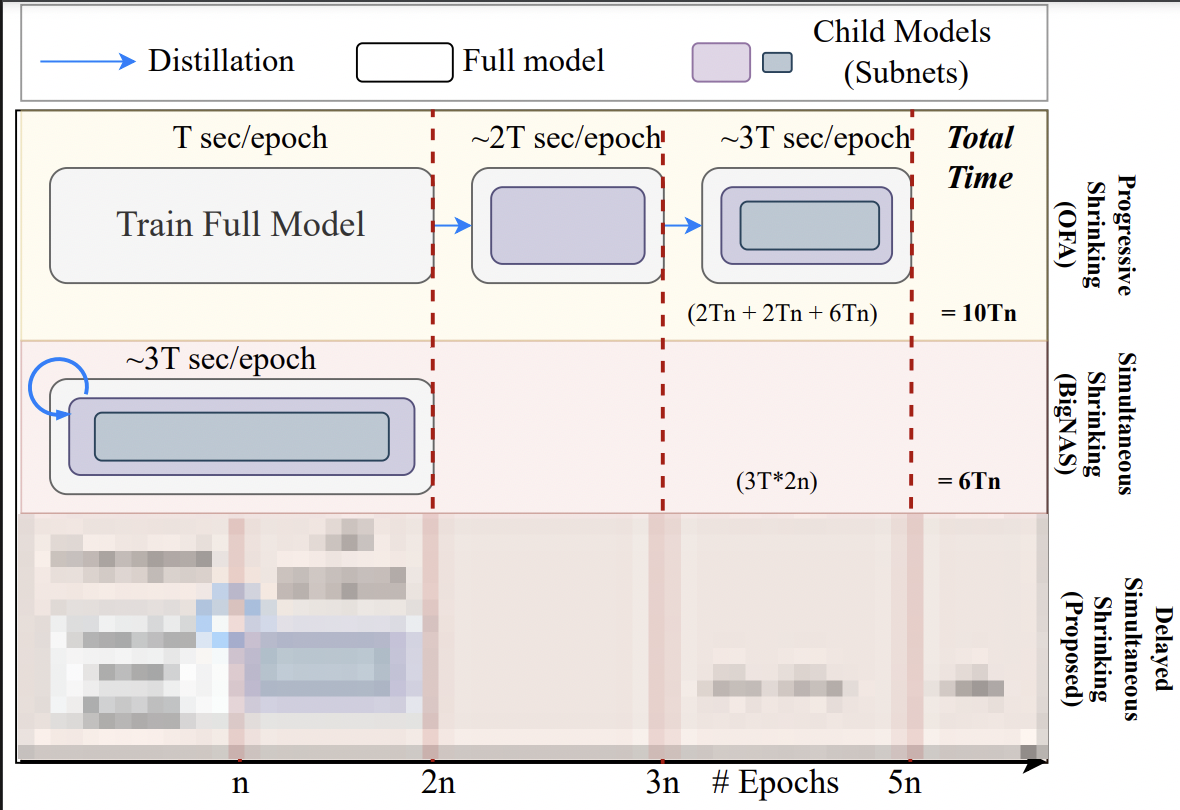 Distillation
Full model
Child Models
(Subnets)
T sec/epoch
~2T sec/epoch
~3T sec/epoch
Total
Time
Train Full Model
(2Tn + 2Tn + 6Tn)
= 10Tn
Progressive
Shrinking
(OFA)
~3T sec/epoch
(3T*2n)
= 6Tn
Simultaneous
Shrinking
(BigNAS)
Delayed
Simultaneous
Shrinking
(Proposed)
n
2n
3n
# Epochs
5n